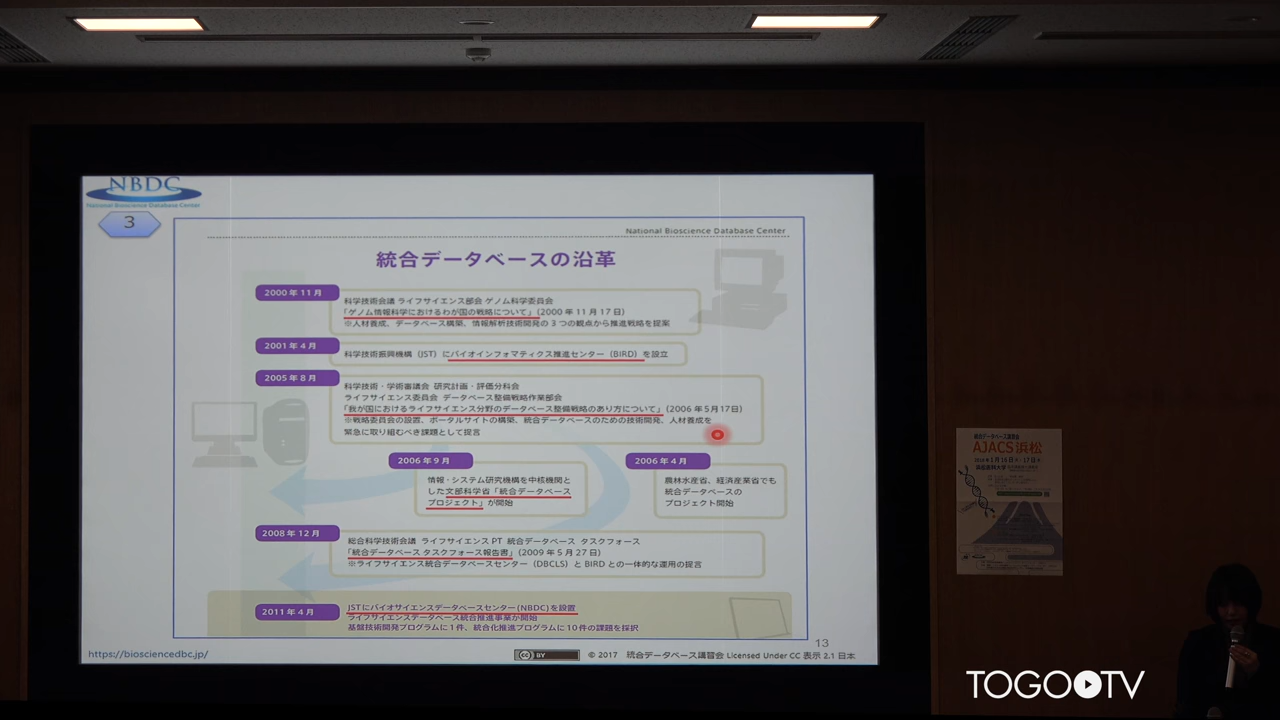 NBDC
National Bioscience Database Center
3
National Bioscience Database Center
統合データベースの沿革
2000年11月
科学技術会議 ライフサイエンス部会 ゲノム科学委員会
「ゲノム情報科学におけるわが国の戦略について」(2000 年 11 月 17 日)
※人材養成、データベース構築、情報解析技術開発の 3 つの観点から推進戦略を提案
2001年4月
科学技術振興機構（JST）にバイオインフォマティクス推進センター（BIRD）を設立
2005年8月
科学技術・学術審議会 研究計画・評価分科会
ライフサイエンス委員会 データベース整備戦略作業部会
「我が国におけるライフサイエンス分野のデータベース整備戦略のあり方について」(2006 年5月17日)
※戦略委員会の設置、ポータルサイトの構築、統合データベースのための技術開発、人材養成を
緊急に取り組むべき課題として提言
2006年9月
情報・システム研究機構を中核機関と
した文部科学省「統合データベース
プロジェクト」が開始
2006年4月
農林水産省、経済産業省でも
統合データベースの
プロジェクト開始
2008年12月
総合科学技術会議 ライフサイエンス PT 統合データベース タスクフォース
「統合データベース タスクフォース報告書」(2009 年 5 月 27 日)
※ライフサイエンス統合データベースセンター（DBCLS）と BIRD との一体的な運用の提言
2011年4月
JSTにバイオサイエンスデータベースセンター(NBDC)を設置
ライフサイエンスデータベース統合推進事業が開始
基盤技術開発プログラムに1件、統合化推進プログラムに10件の課題を採択
13
https://biosciencedbc.jp/
CC BY
© 2017 統合データベース講習会 Licensed Under CC 表示 2.1 日本
統合データベース講習会
AJACS浜松
TOGO TV